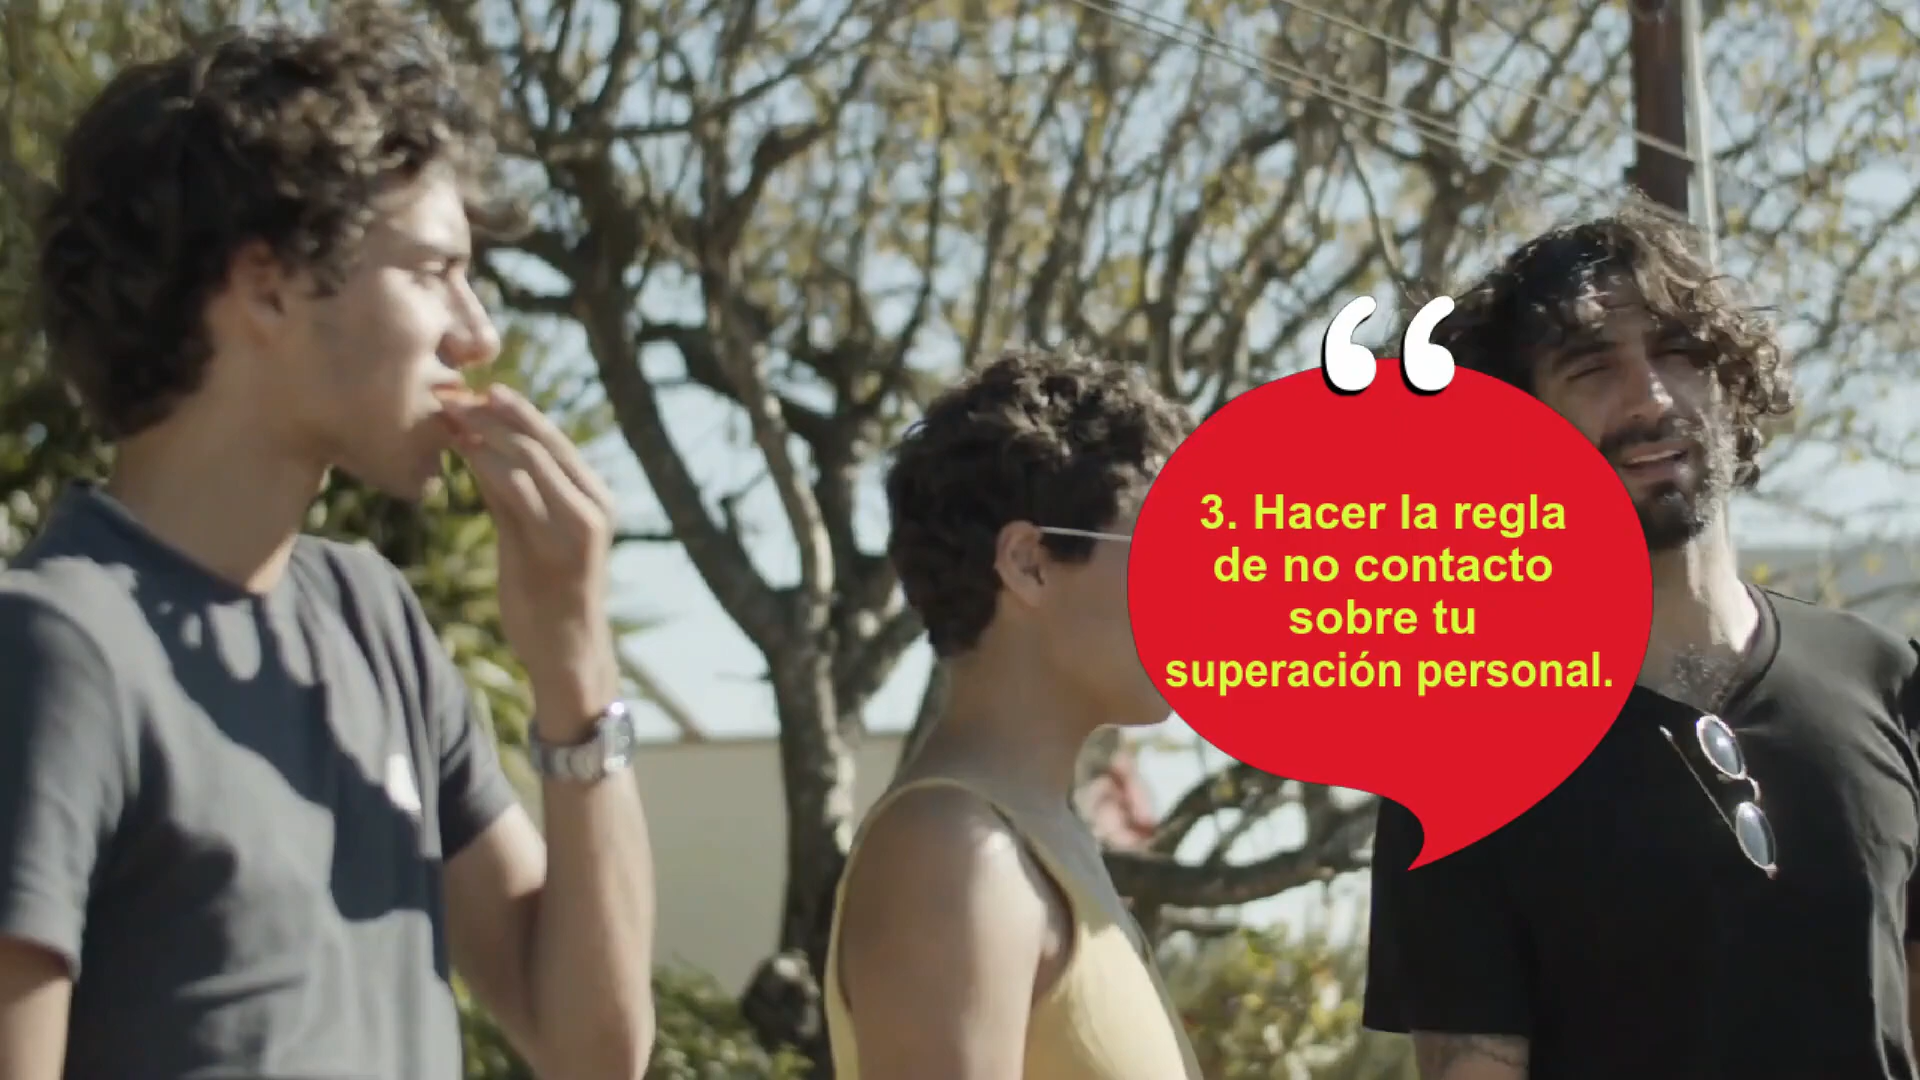 3. Hacer la regla
de no contacto
sobre tu
superación personal.